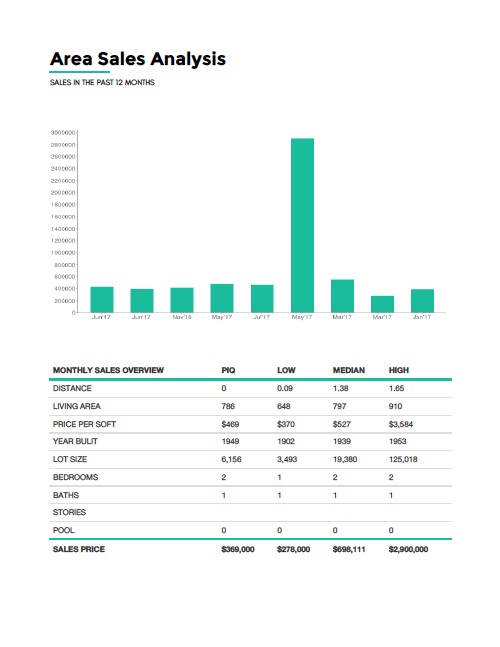 Area Sales Analysis
SALES IN THE PAST 12 MONTHS
3000000
2800000
2600000
2400000
2200000
2000000
1800000
1600000
1400000
1200000
1000000
800000
600000
400000
200000
0
Jun'17 Jun'17 Nov'16 May'17 Jul'17 May'17 Mar'17 Mar'17 Jan'17
MONTHLY SALES OVERVIEW PIQ LOW MEDIAN HIGH
DISTANCE 0 0.09 1.38 1.65
LIVING AREA 786 648 797 910
PRICE PER SOFT $469 $370 $527 $3,584
YEAR BULIT 1949 1902 1939 1953
LOT SIZE 6,156 3,493 19,380 125,018
BEDROOMS 2 1 2 2
BATHS 1 1 1 1
STORIES
POOL 0 0 0 0
SALES PRICE $369,000 $278,000 $698,111 $2,900,000